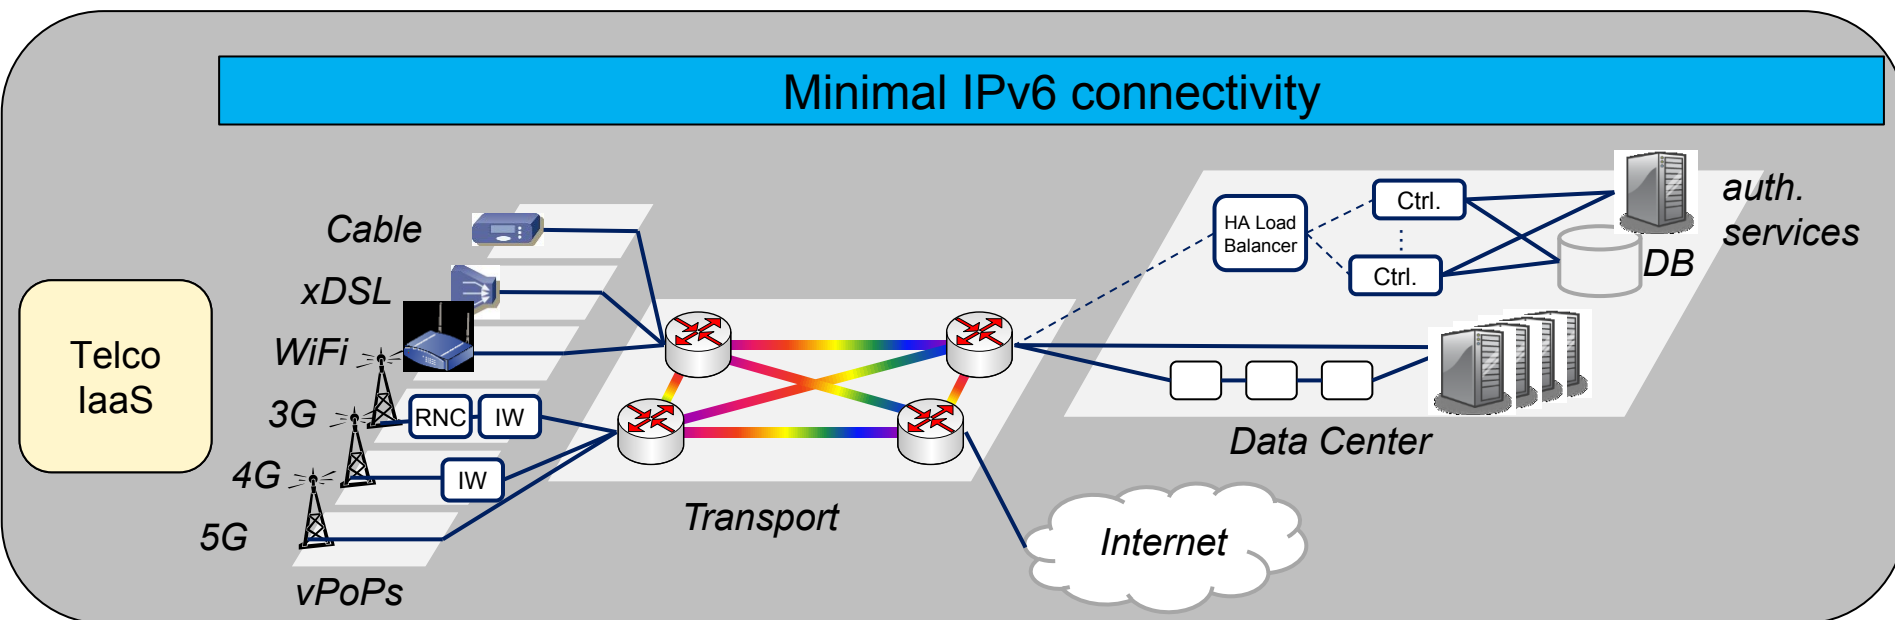 Minimal IPv6 connectivity
Telco
IaaS
Cable
xDSL
WiFi
3G
4G
5G
vPoPs
RNC
IW
IW
Transport
Internet
HA Load
Balancer
Ctrl.
Ctrl.
auth.
services
DB
Data Center